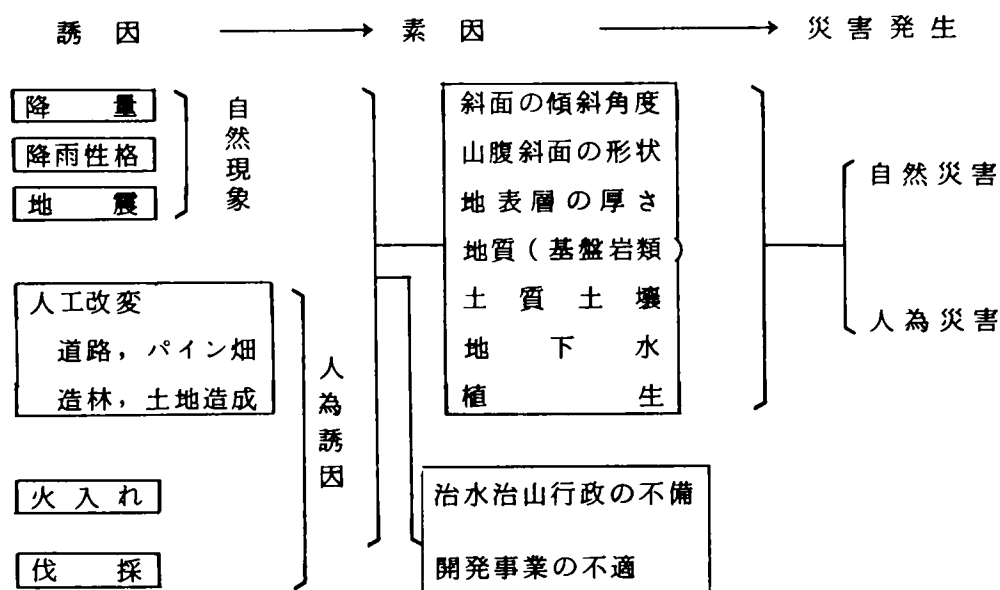 誘因 → 素因 → 災害発生
降量
降雨性格
地震
自然現象
人工改変
道路，パイン畑
造林，土地造成
火入れ
伐採
人為誘因
斜面の傾斜角度
山腹斜面の形状
地表層の厚さ
地質(基盤岩類)
土質土壌
地下水
植生
治水治山行政の不備
開発事業の不適
自然災害
人為災害